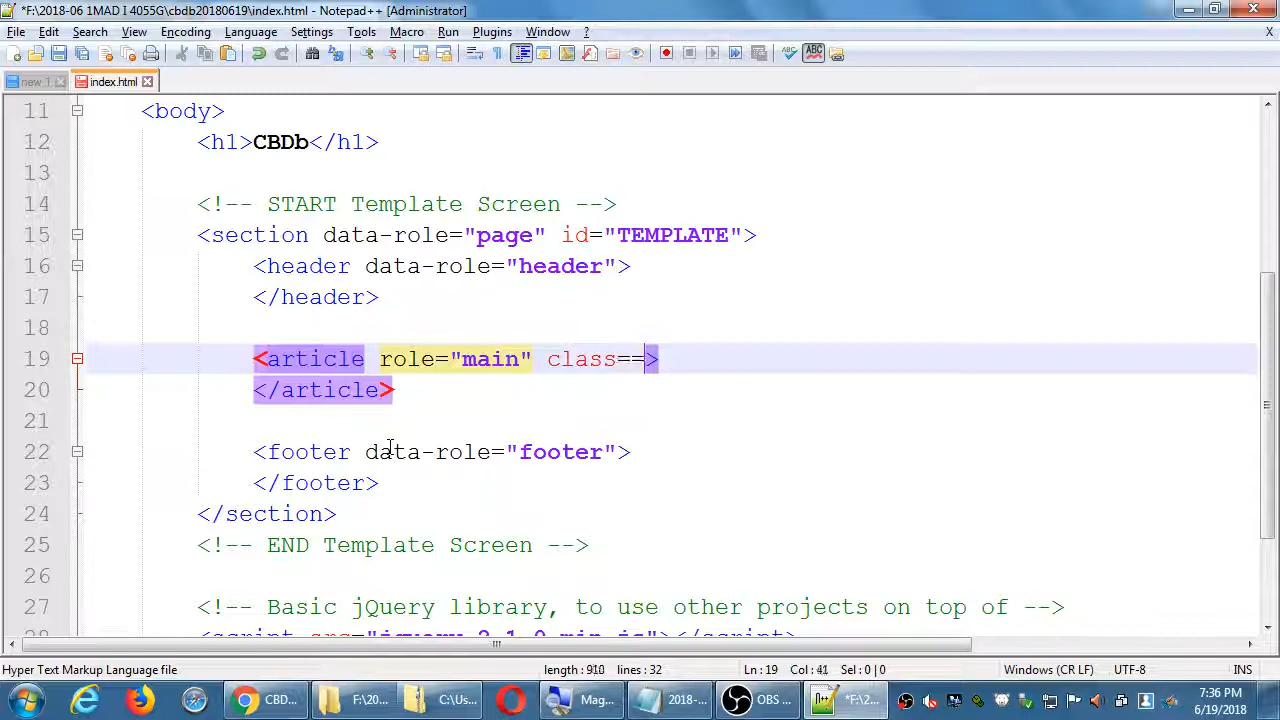 *F:\2018-06 1MAD I 4055G\cbdb20180619\index.html - Notepad++ [Administrator]
File Edit Search View Encoding Language Settings Tools Macro Run Plugins Window ? X
new 1 index.html
11 <body>
12 <h1>CBDb</h1>
13
14 <!-- START Template Screen -->
15 <section data-role="page" id="TEMPLATE">
16 <header data-role="header">
17 </header>
18
19 <article role="main" class==>
20 </article>
21
22 <footer data-role="footer">
23 </footer>
24 </section>
25 <!-- END Template Screen -->
26
27 <!-- Basic jQuery library, to use other projects on top of -->
Hyper Text Markup Language file length: 910 lines: 32 Ln: 19 Col: 41 Sel: 0 | 0 Windows (CR LF) UTF-8 INS
CBD... F:\20... C:\Us... Mag... 2018-... OBS ... *F:\2... 7:36 PM
6/19/2018